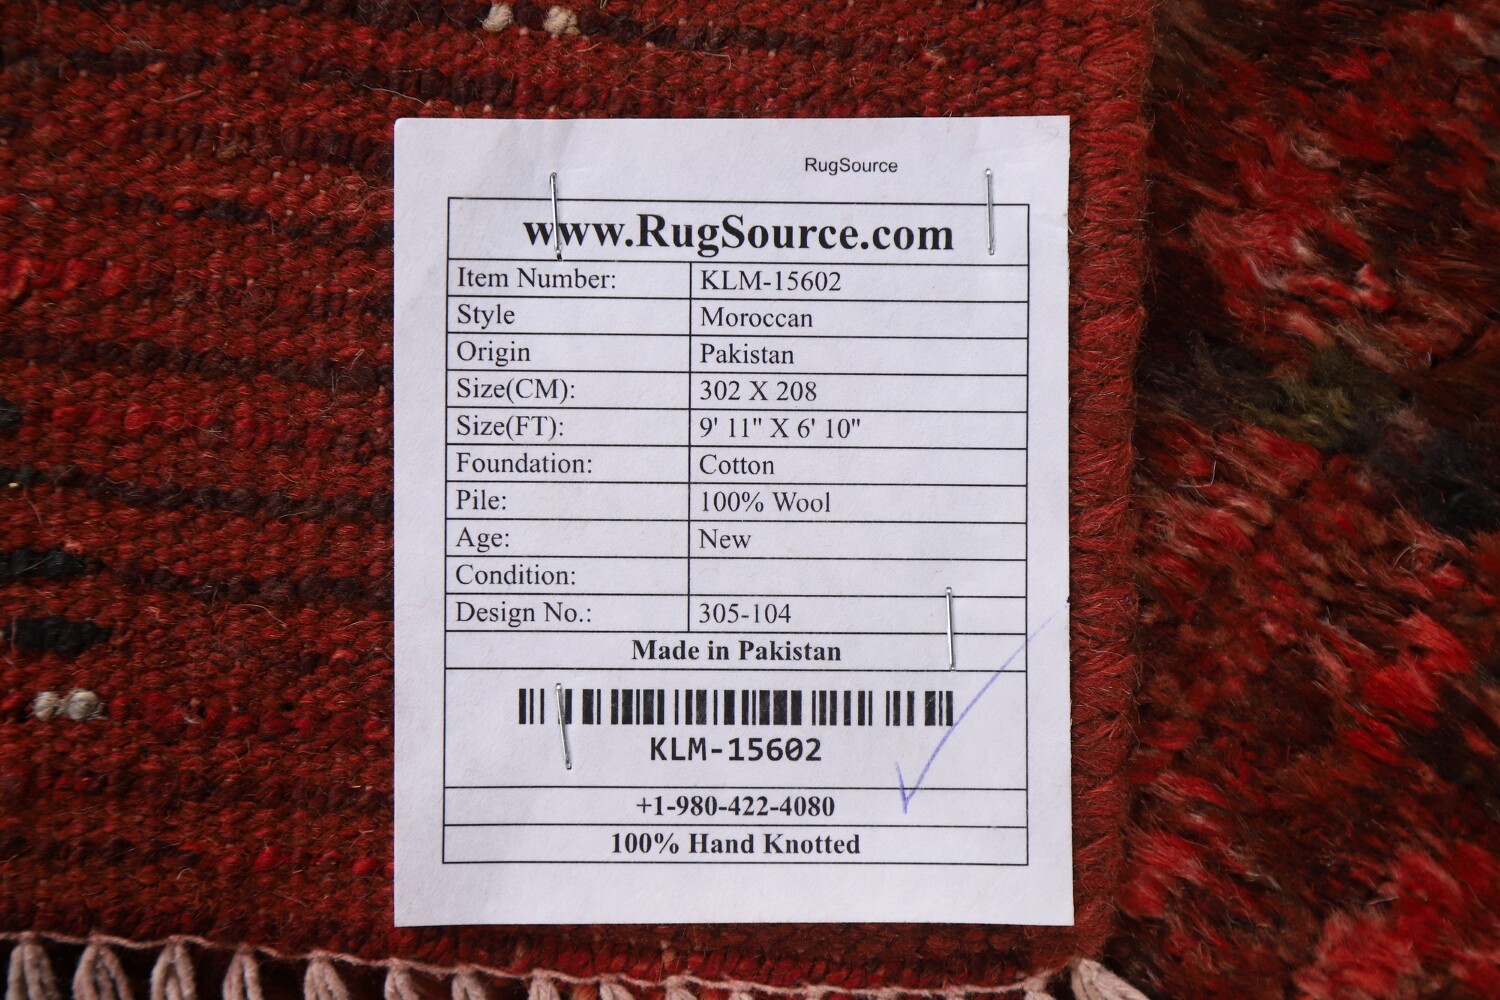 RugSource
www.RugSource.com
Item Number: KLM-15602
Style Moroccan
Origin Pakistan
Size(CM): 302 X 208
Size(FT): 9' 11" X 6' 10"
Foundation: Cotton
Pile: 100% Wool
Age: New
Condition:
Design No.: 305-104
Made in Pakistan
KLM-15602
+1-980-422-4080
100% Hand Knotted